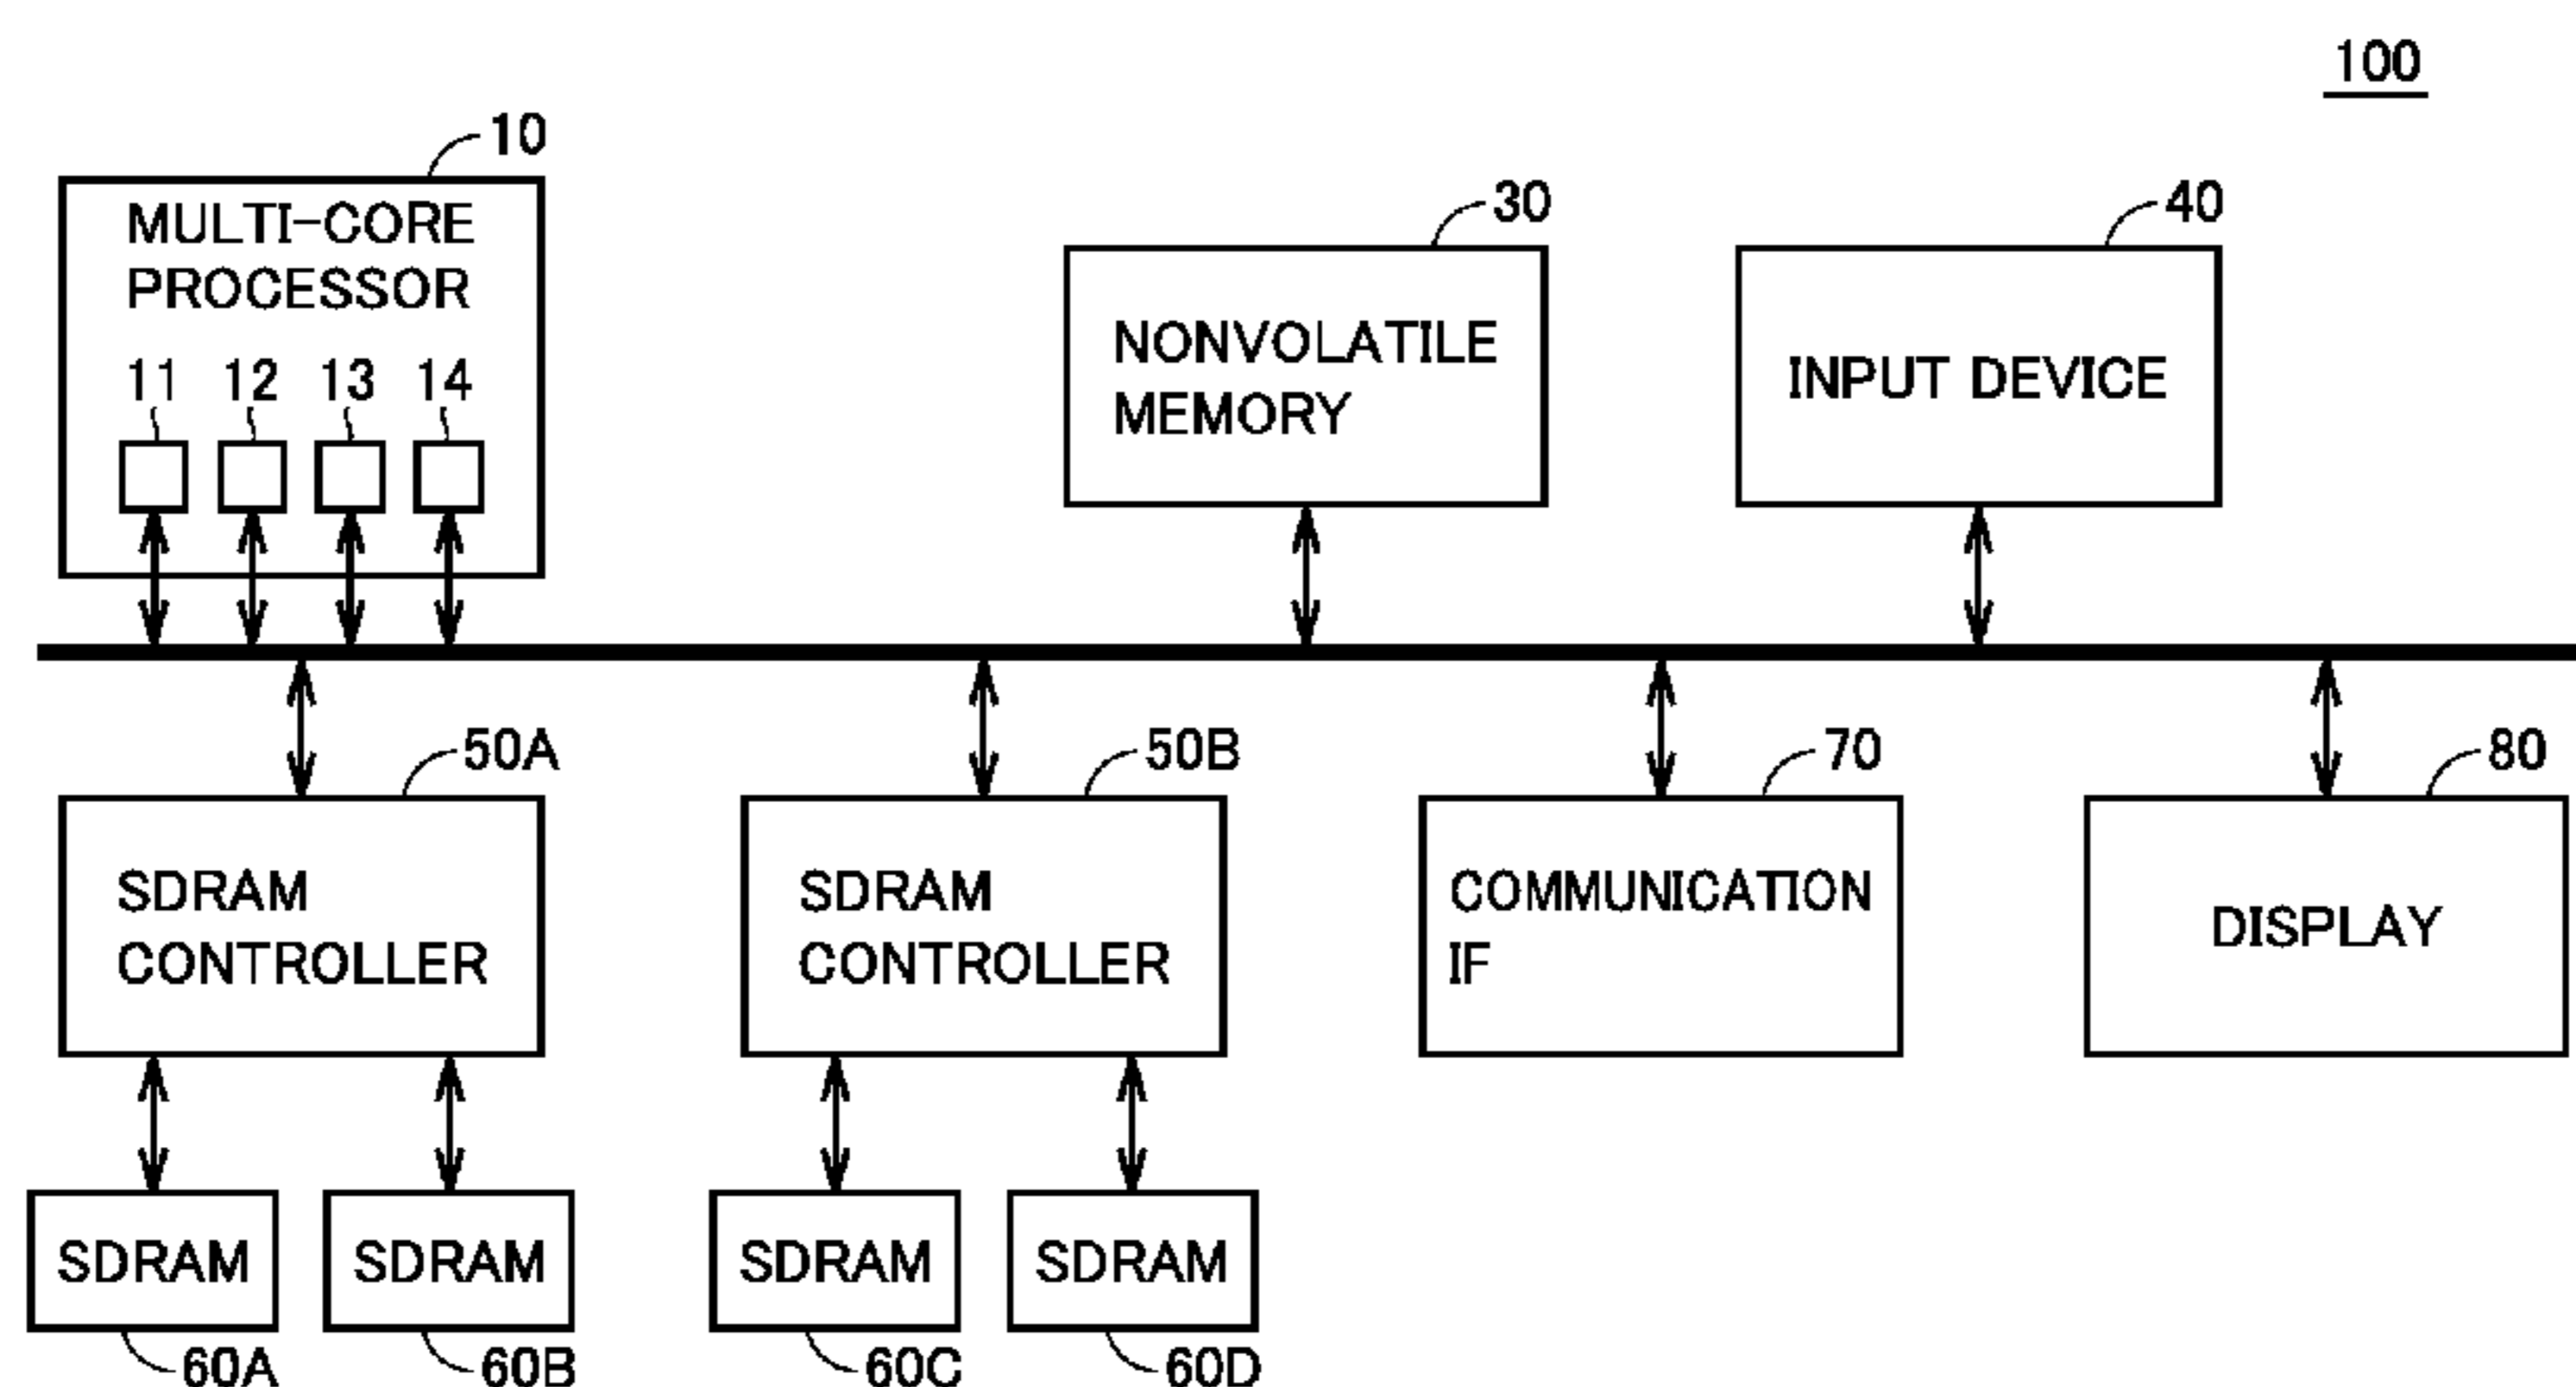 100
10
MULTI-CORE
PROCESSOR
11 12 13 14
30
NONVOLATILE
MEMORY
40
INPUT DEVICE
50A
SDRAM
CONTROLLER
50B
SDRAM
CONTROLLER
70
COMMUNICATION
IF
80
DISPLAY
SDRAM
60A
SDRAM
60B
SDRAM
60C
SDRAM
60D